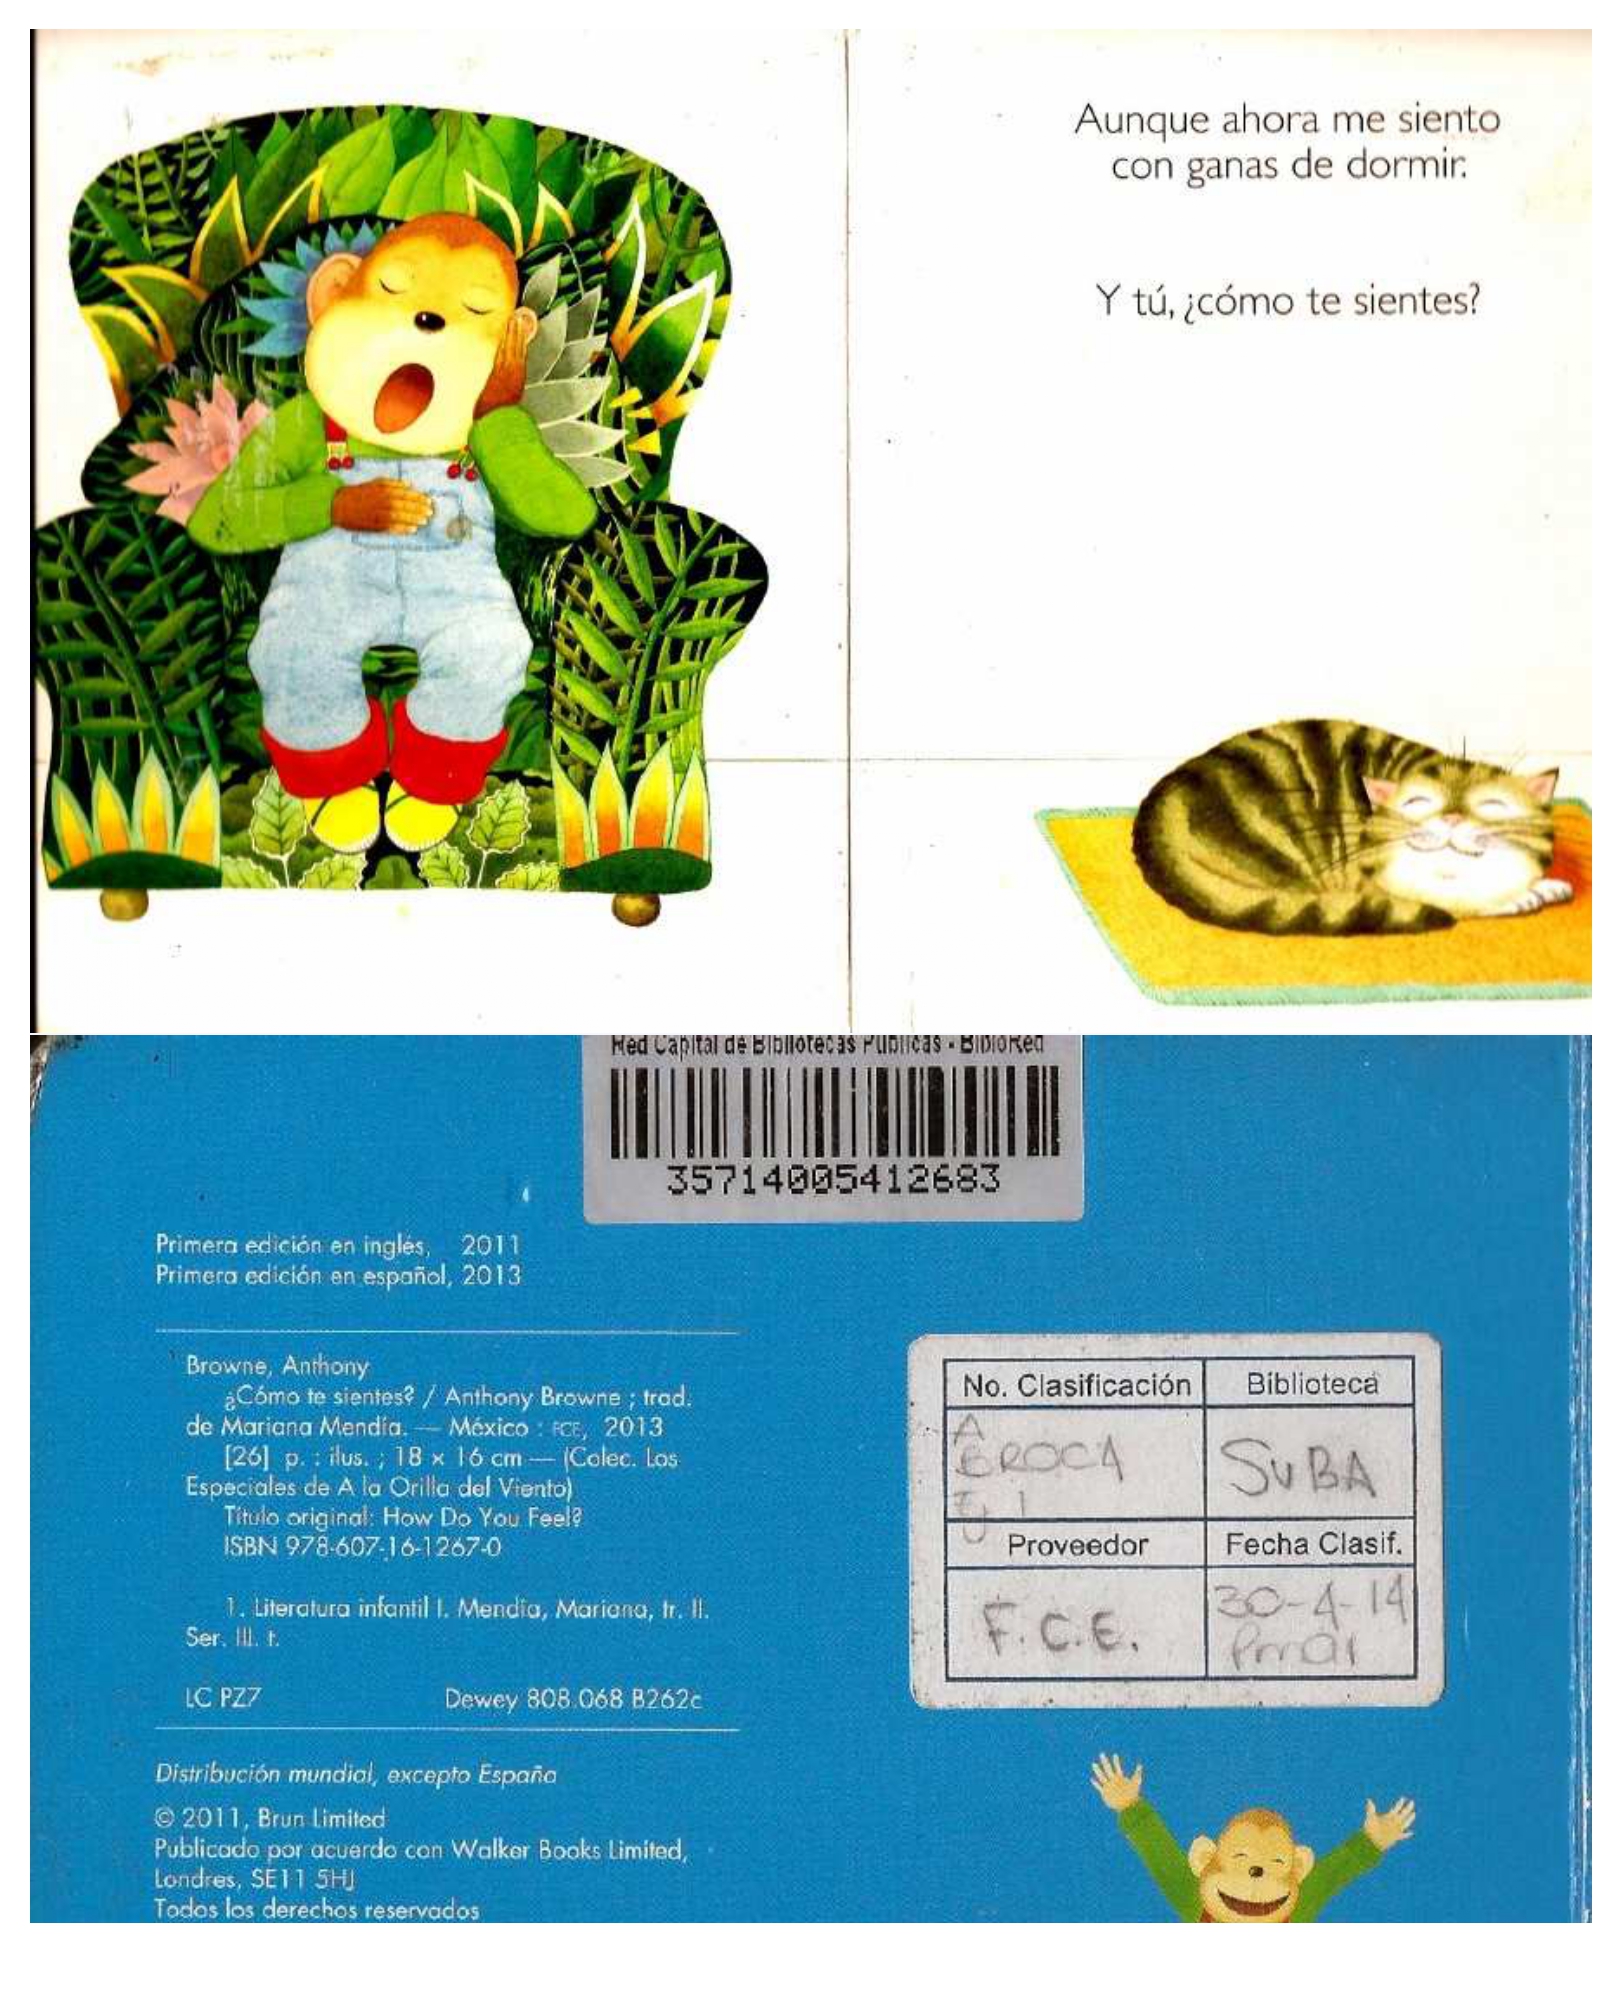 Aunque ahora me siento
con ganas de dormir.
Y tú, ¿cómo te sientes?
Red Capital de Bibliotecas Públicas - BiblioRed
35714005412683
Primera edición en inglés, 2011
Primera edición en español, 2013
Browne, Anthony
¿Cómo te sientes? / Anthony Browne ; trad.
de Mariana Mendía. — México : FCE, 2013
[26] p. : ilus. ; 18 × 16 cm — (Colec. Los
Especiales de A la Orilla del Viento)
Título original: How Do You Feel?
ISBN 978-607-16-1267-0
1. Literatura infantil I. Mendía, Mariana, tr. II.
Ser. III. t.
LC PZ7 Dewey 808.068 B262c
Distribución mundial, excepto España
© 2011, Brun Limited
Publicado por acuerdo con Walker Books Limited,
Londres, SE11 5HJ
Todos los derechos reservados
No. Clasificación Biblioteca
A
BROC4 SUBA
Ej 1
Proveedor Fecha Clasif.
F.C.E. 30-4-14